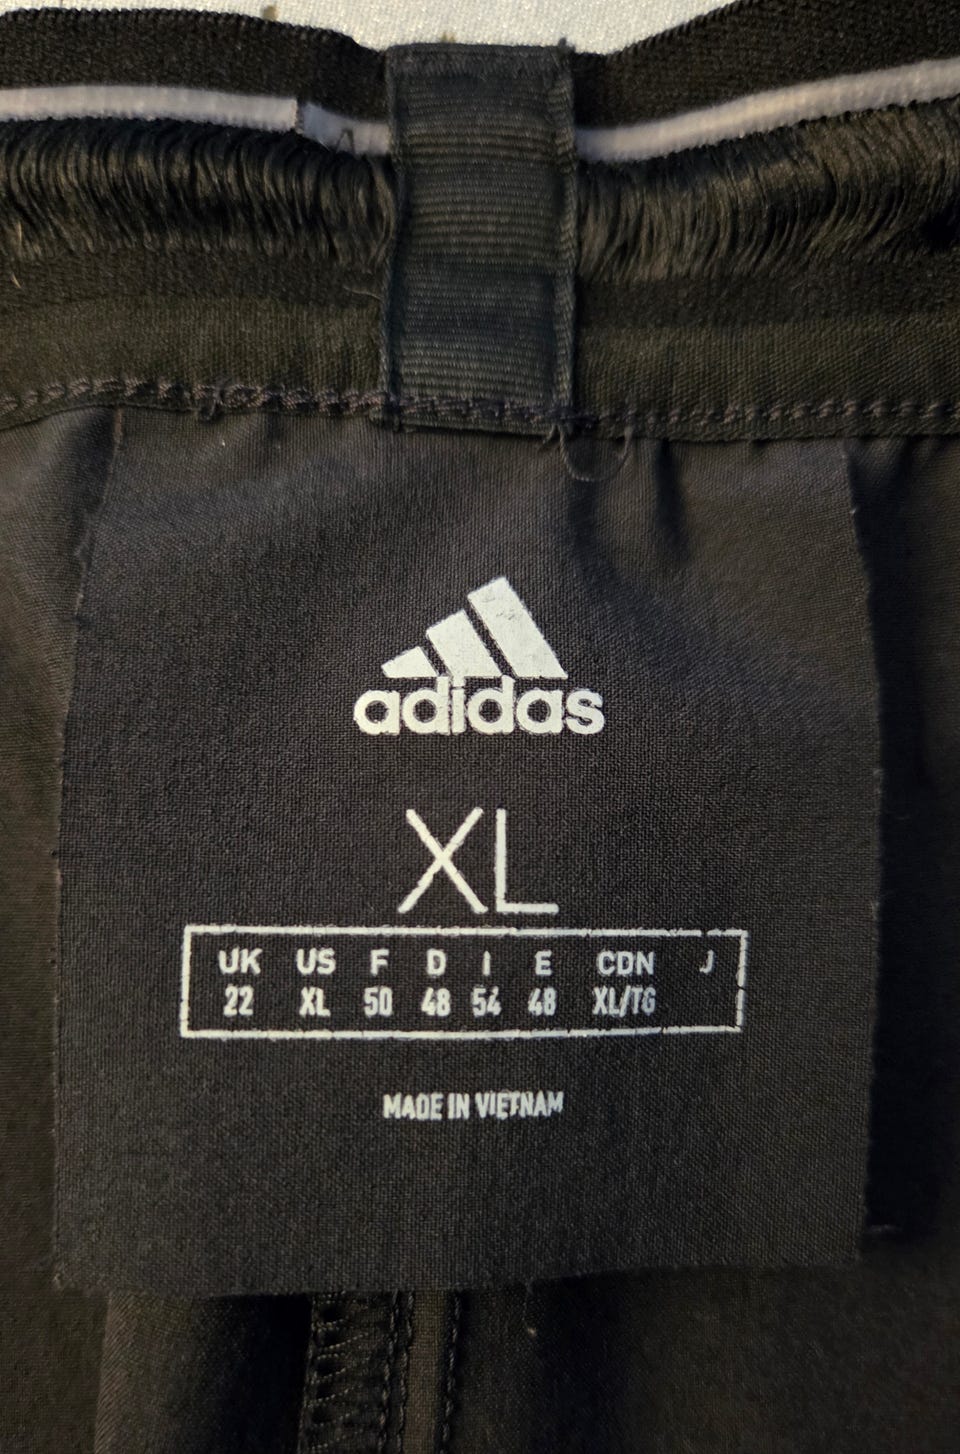 adidas
XL
UK US F D I E CDN J
22 XL 50 48 54 48 XL/TG
MADE IN VIETNAM